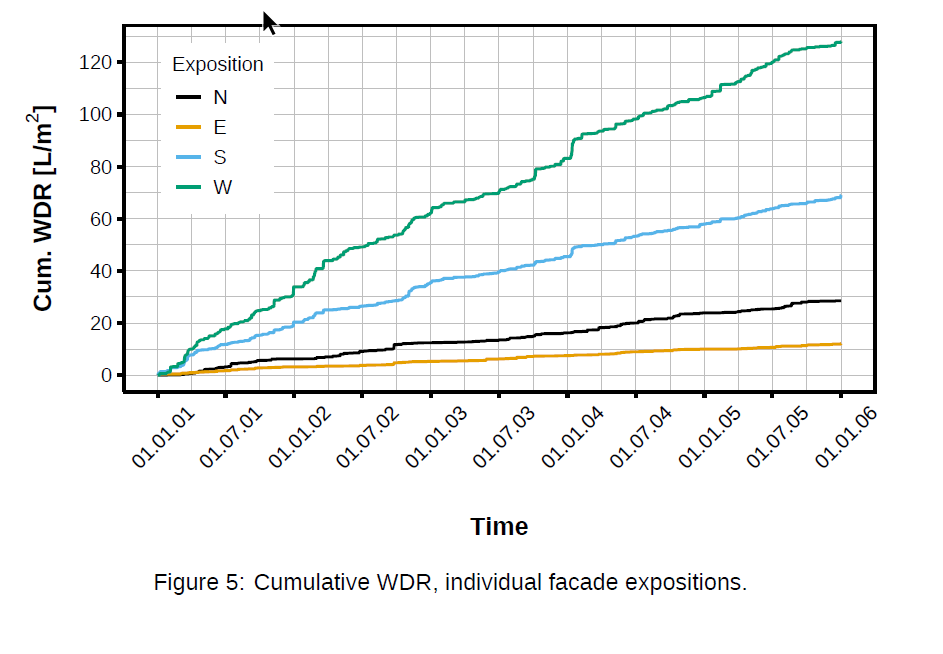 Exposition
N
E
S
W
120
100
80
60
40
20
0
Cum. WDR [L/m²]
01.01.01
01.07.01
01.01.02
01.07.02
01.01.03
01.07.03
01.01.04
01.07.04
01.01.05
01.07.05
01.01.06
Time
Figure 5: Cumulative WDR, individual facade expositions.